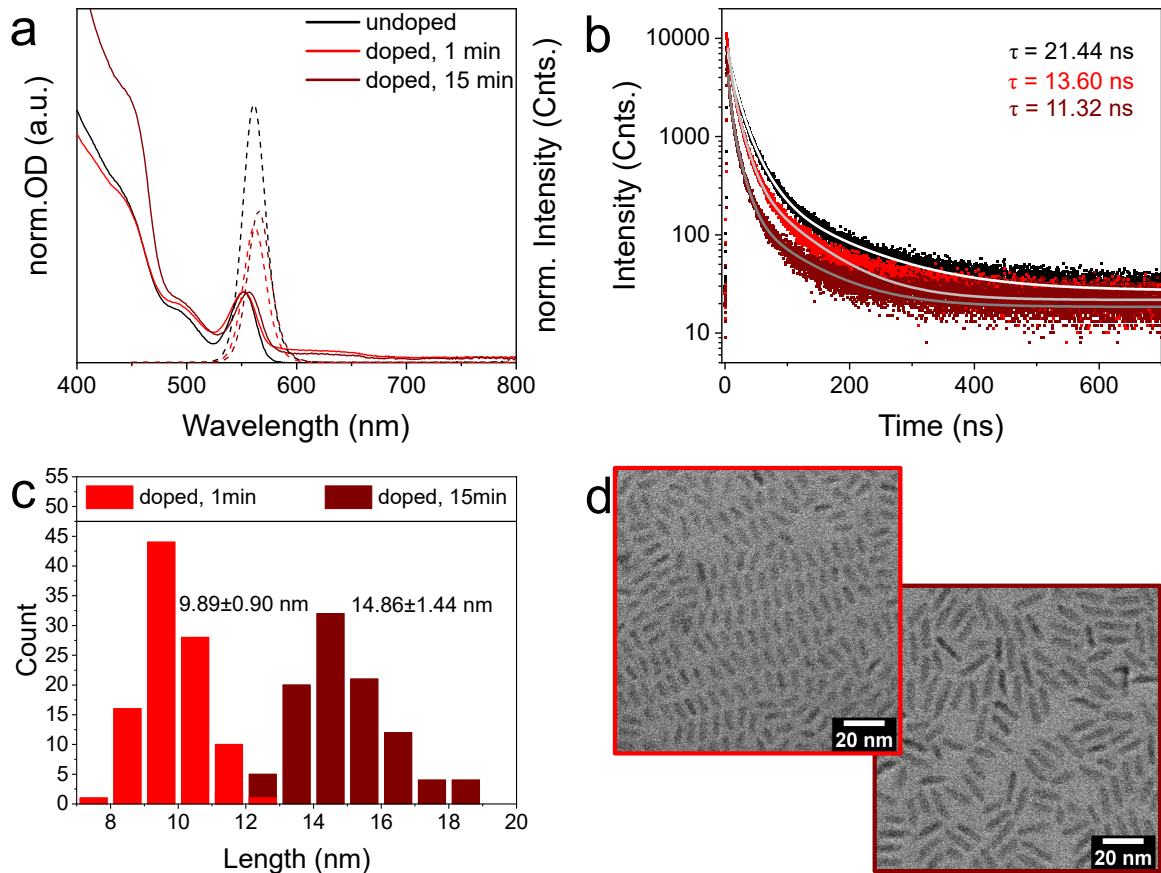 a
undoped
doped, 1 min
doped, 15 min
norm.OD (a.u.)
norm. Intensity (Cnts.)
400 500 600 700 800
Wavelength (nm)
b
τ = 21.44 ns
τ = 13.60 ns
τ = 11.32 ns
10000
1000
100
10
Intensity (Cnts.)
0 200 400 600
Time (ns)
c
doped, 1min
doped, 15min
55
50
45
40
35
30
25
20
15
10
5
0
Count
9.89±0.90 nm
14.86±1.44 nm
8 10 12 14 16 18 20
Length (nm)
d
20 nm
20 nm